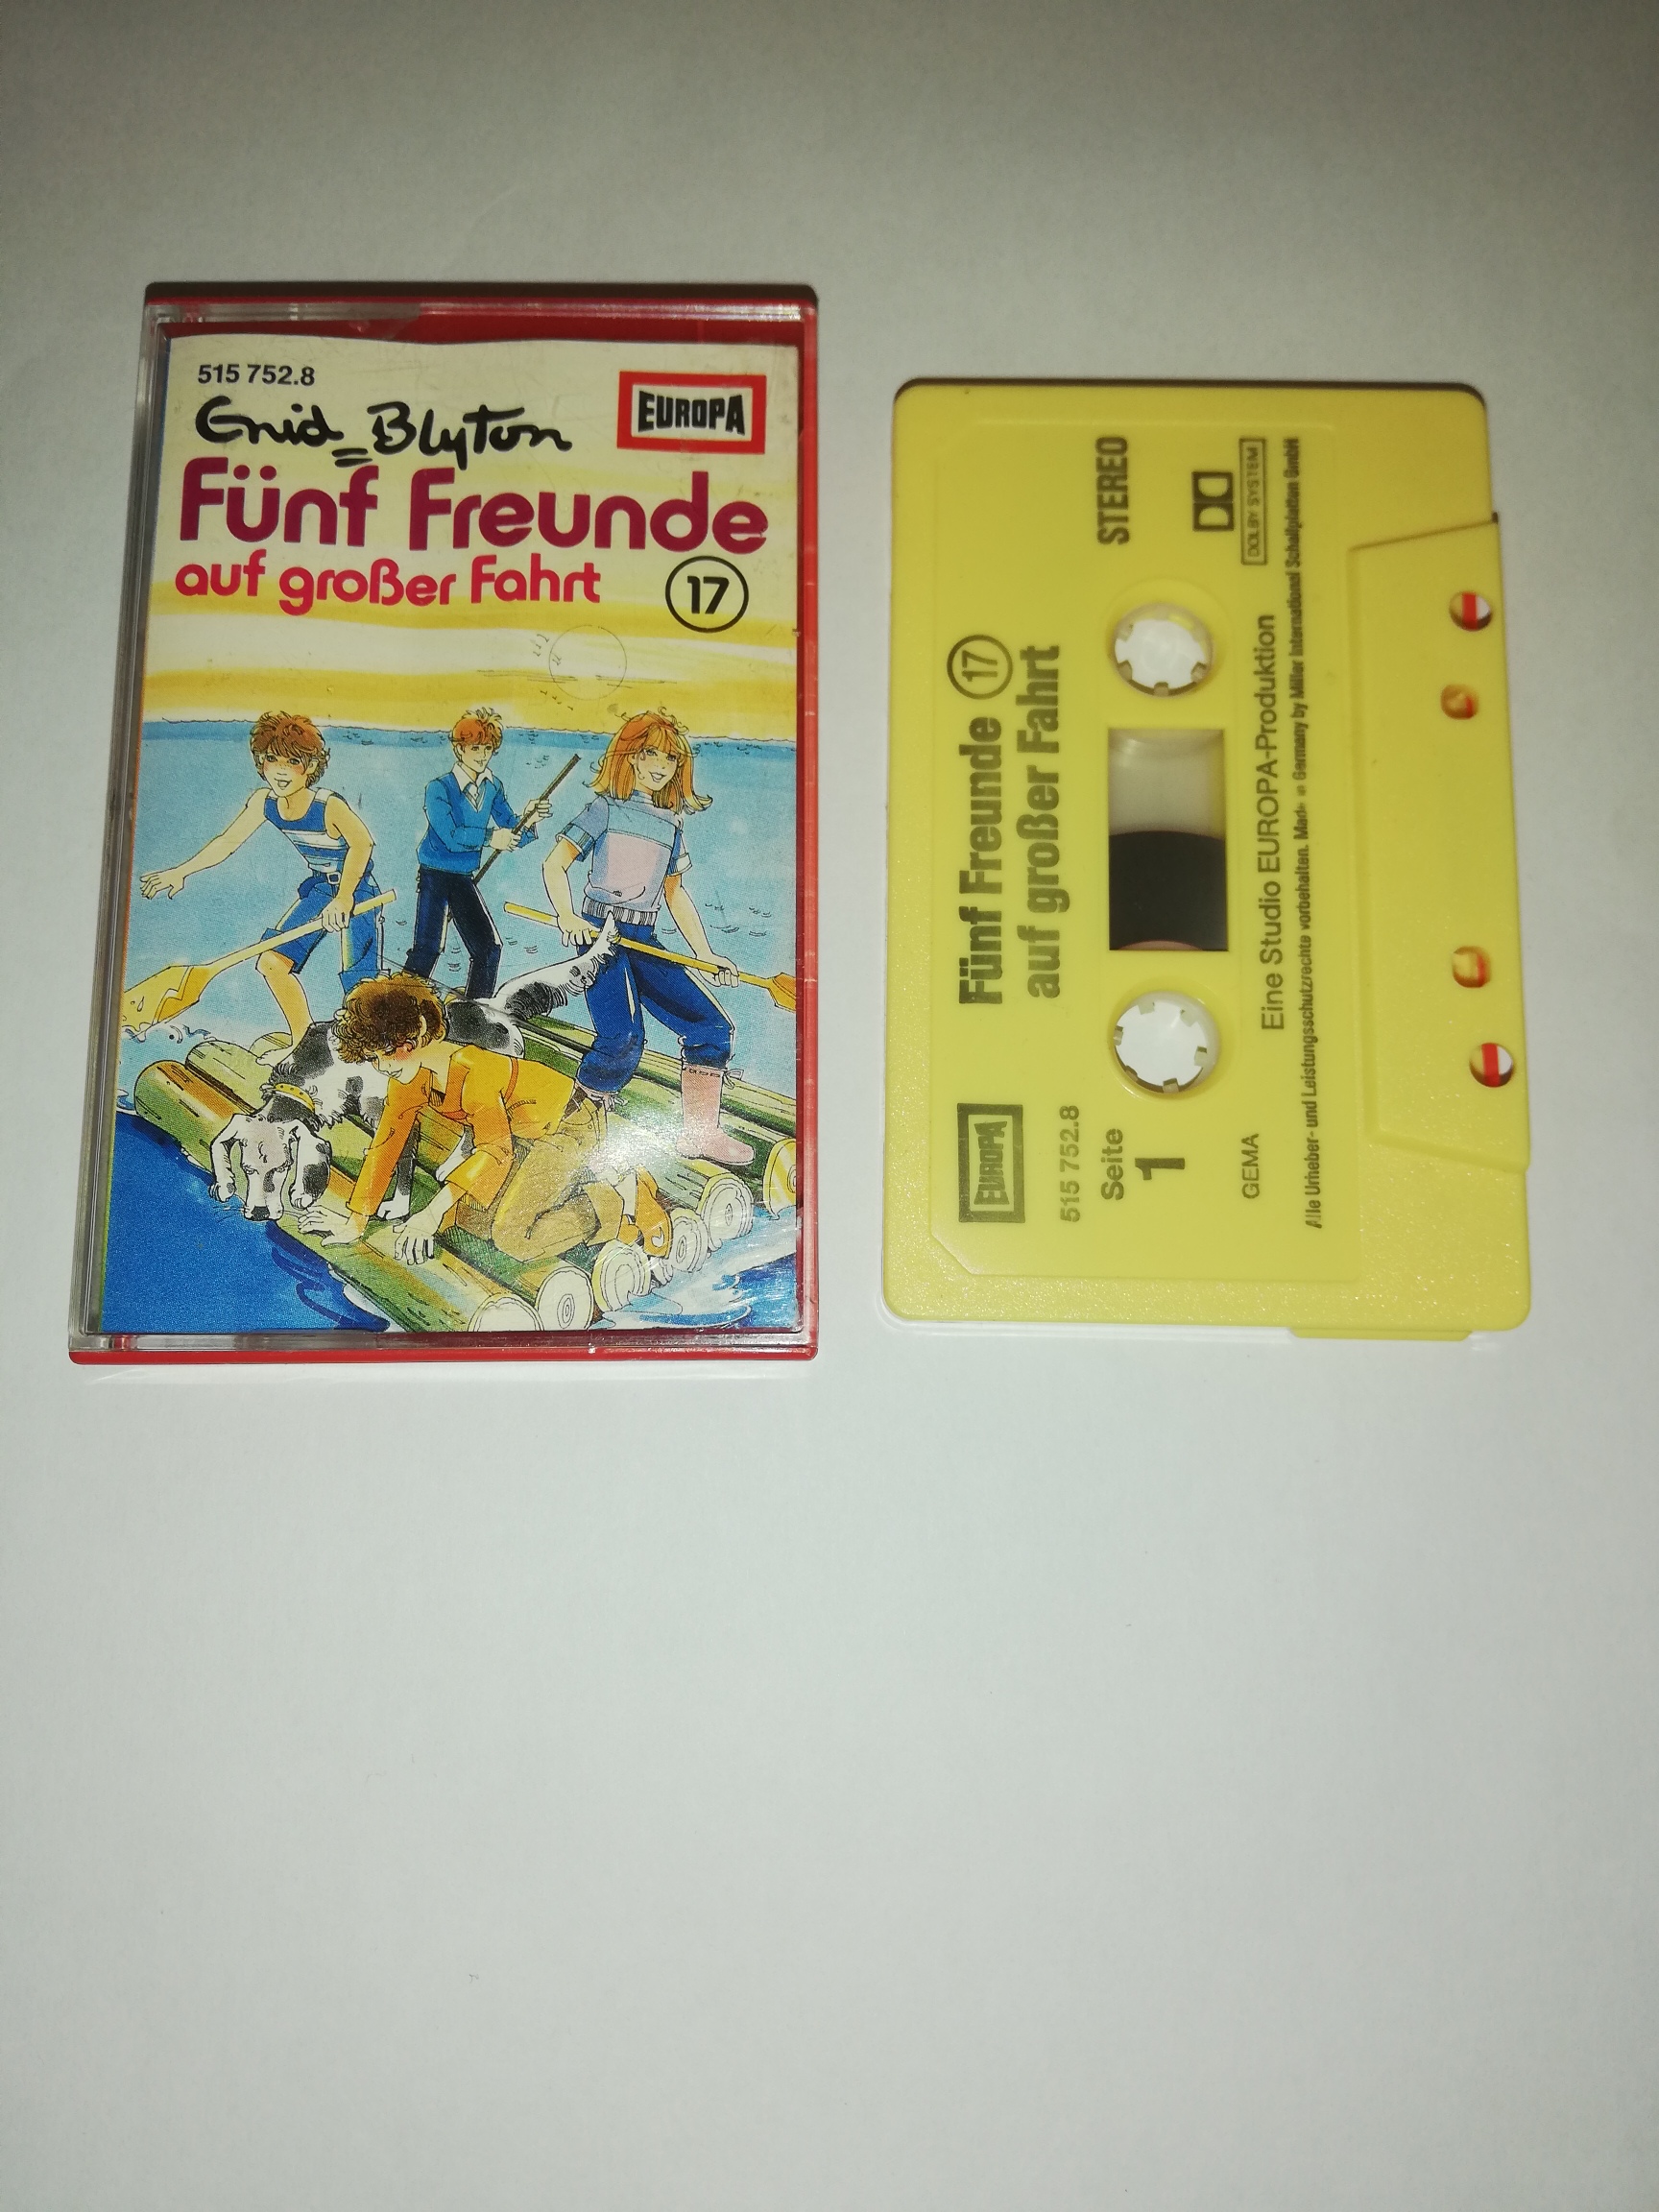 515 752.8
EUROPA
Enid Blyton
Fünf Freunde
auf großer Fahrt
17
Fünf Freunde 17
auf großer Fahrt
STEREO
EUROPA
515 752.8
Seite
1
DOLBY SYSTEM
Eine Studio EUROPA-Produktion
GEMA
Alle Urheber- und Leistungsschutzrechte vorbehalten. Made in Germany by Miller International Schallplatten GmbH